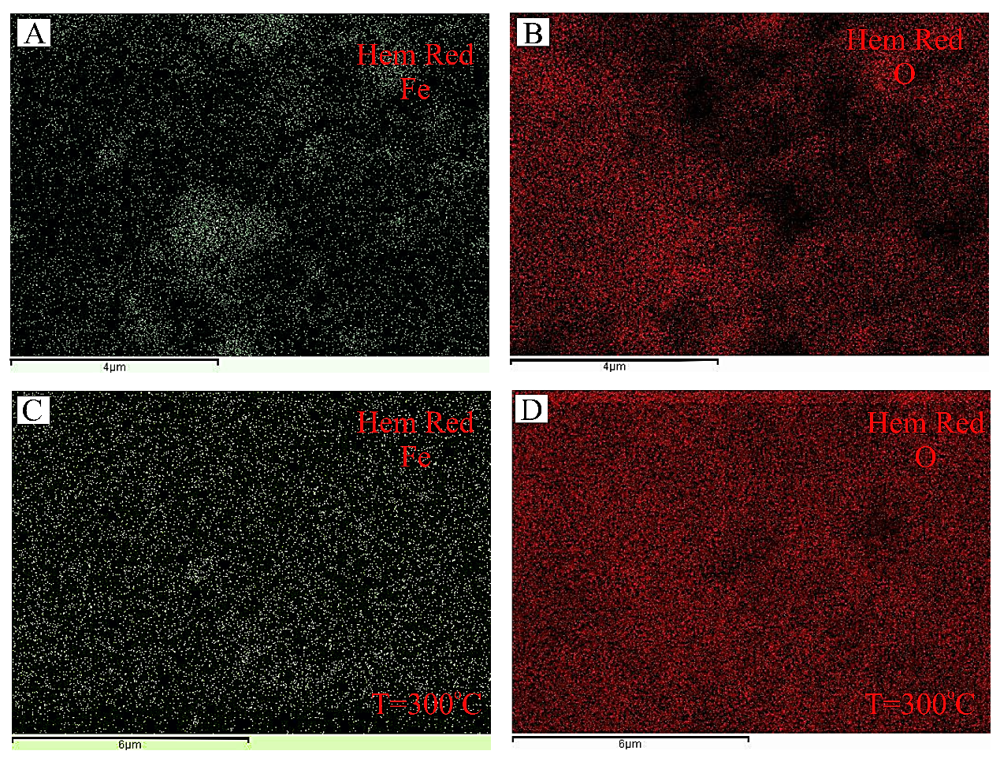 A
Hem Red
Fe
4μm
B
Hem Red
O
4μm
C
Hem Red
Fe
T=300°C
6μm
D
Hem Red
O
T=300°C
6μm